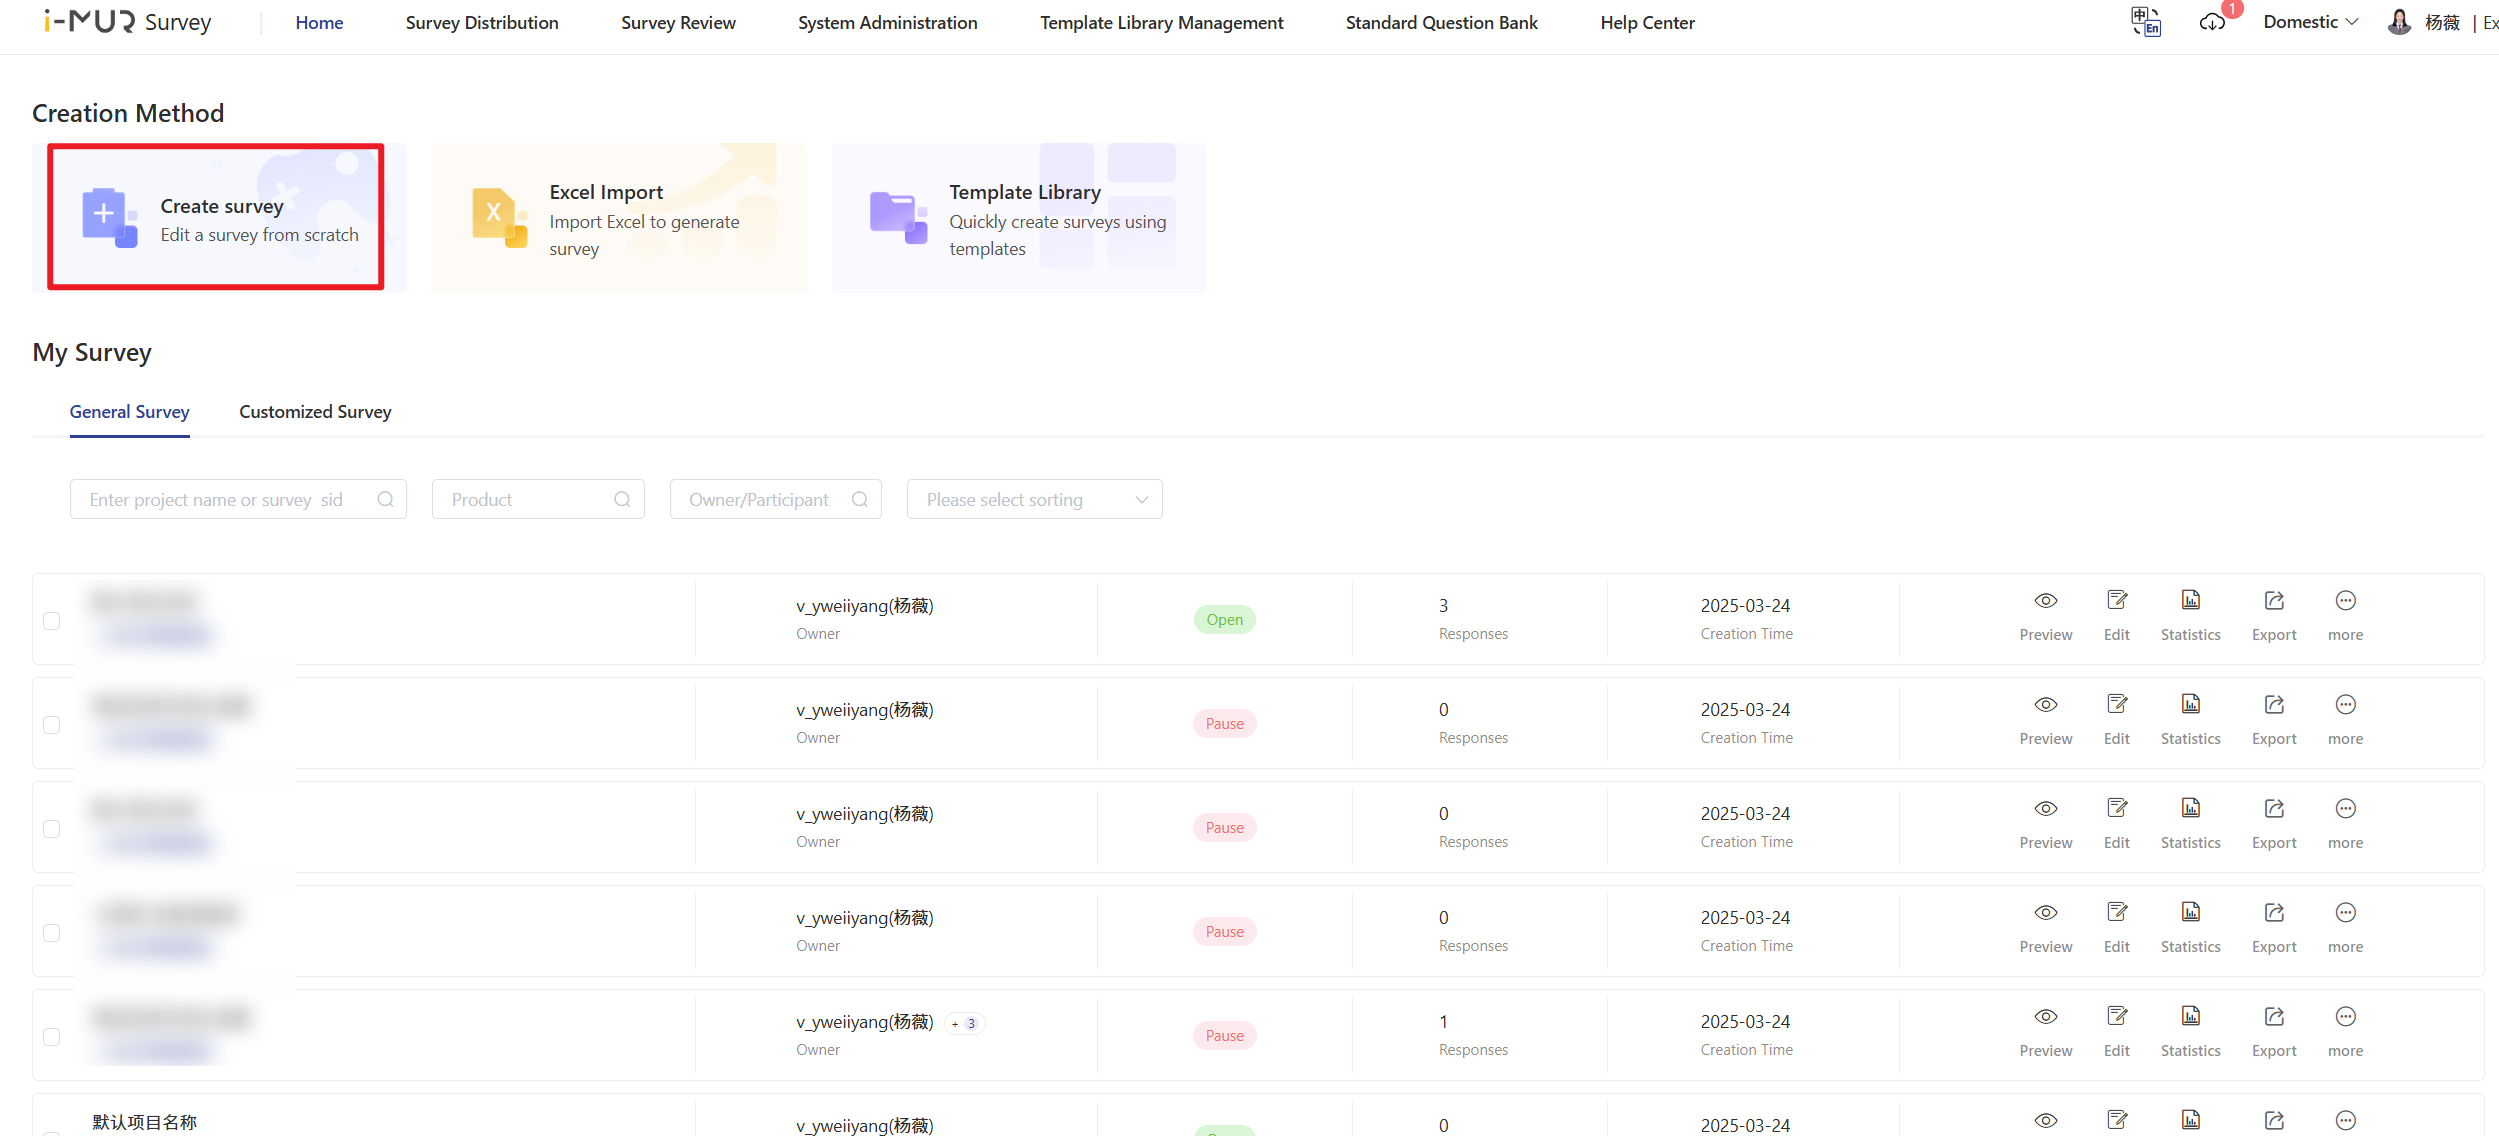 i-MUR Survey
Home Survey Distribution Survey Review System Administration Template Library Management Standard Question Bank Help Center
中 En 1 Domestic 杨薇 | Ex
Creation Method
Create survey
Edit a survey from scratch
X
Excel Import
Import Excel to generate
survey
Template Library
Quickly create surveys using
templates
My Survey
General Survey Customized Survey
Enter project name or survey sid Product Owner/Participant Please select sorting
v_yweiiyang(杨薇) Open 3 2025-03-24
Owner Responses Creation Time Preview Edit Statistics Export more
v_yweiiyang(杨薇) Pause 0 2025-03-24
Owner Responses Creation Time Preview Edit Statistics Export more
v_yweiiyang(杨薇) Pause 0 2025-03-24
Owner Responses Creation Time Preview Edit Statistics Export more
v_yweiiyang(杨薇) Pause 0 2025-03-24
Owner Responses Creation Time Preview Edit Statistics Export more
v_yweiiyang(杨薇) + 3 Pause 1 2025-03-24
Owner Responses Creation Time Preview Edit Statistics Export more
默认项目名称 v_yweiiyang(杨薇) 0 2025-03-24